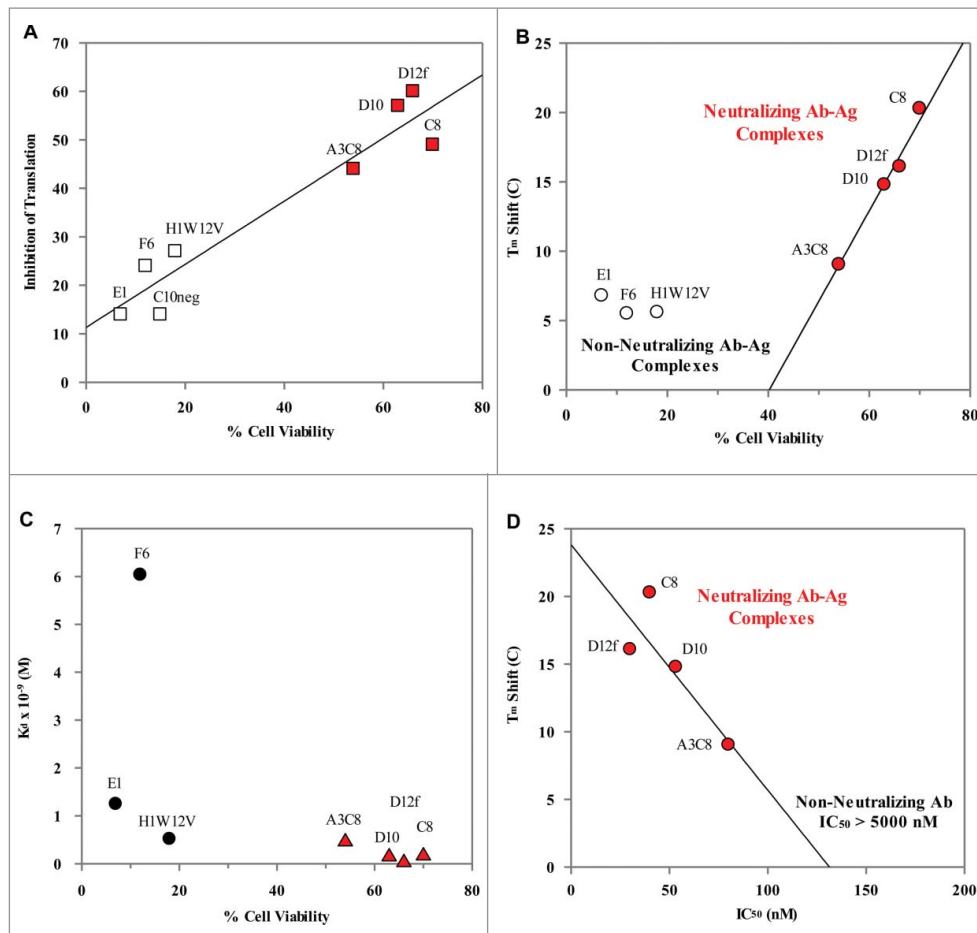 A
70
60
50
40
30
20
10
0
0
20
40
60
80
Inhibition of Translation
% Cell Viability
D12f
D10
C8
A3C8
H1W12V
F6
E1
C10neg
B
25
20
15
10
5
0
0
20
40
60
80
Tm Shift (C)
% Cell Viability
C8
Neutralizing Ab-Ag
Complexes
D12f
D10
A3C8
E1
F6
H1W12V
Non-Neutralizing Ab-Ag
Complexes
C
7
6
5
4
3
2
1
0
0
20
40
60
80
Kd x 10-9 (M)
% Cell Viability
F6
E1
H1W12V
A3C8
D12f
D10
C8
D
25
20
15
10
5
0
0
50
100
150
200
Tm Shift (C)
IC50 (nM)
C8
Neutralizing Ab-Ag
Complexes
D12f
D10
A3C8
Non-Neutralizing Ab
IC50 > 5000 nM